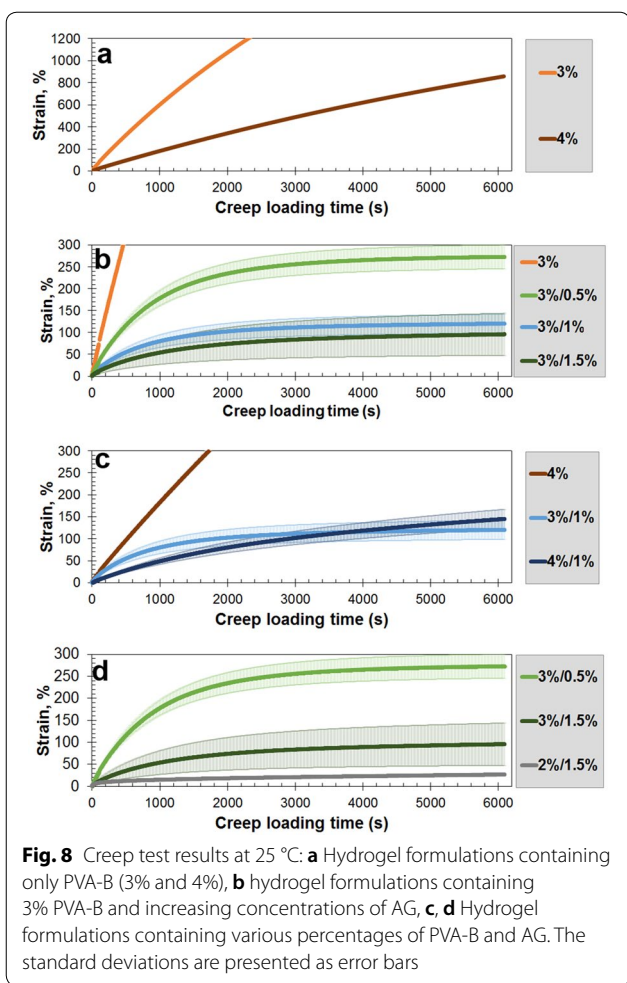 a
1200
1000
800
600
400
200
0
Strain, %
0 1000 2000 3000 4000 5000 6000
Creep loading time (s)
3%
4%
b
300
250
200
150
100
50
0
Strain, %
0 1000 2000 3000 4000 5000 6000
Creep loading time (s)
3%
3%/0.5%
3%/1%
3%/1.5%
c
300
250
200
150
100
50
0
Strain, %
0 1000 2000 3000 4000 5000 6000
Creep loading time (s)
4%
3%/1%
4%/1%
d
300
250
200
150
100
50
0
Strain, %
0 1000 2000 3000 4000 5000 6000
Creep loading time (s)
3%/0.5%
3%/1.5%
2%/1.5%
Fig. 8 Creep test results at 25 °C: a Hydrogel formulations containing
only PVA-B (3% and 4%), b hydrogel formulations containing
3% PVA-B and increasing concentrations of AG, c, d Hydrogel
formulations containing various percentages of PVA-B and AG. The
standard deviations are presented as error bars